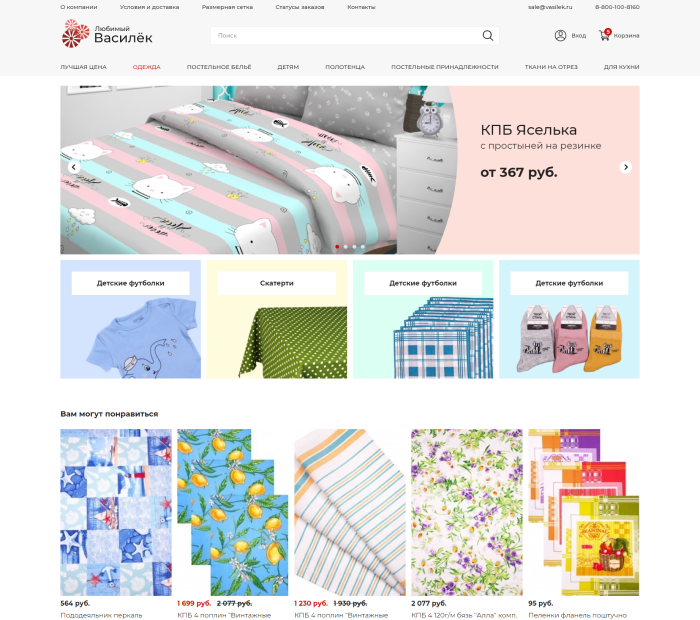 О компании Условия и доставка Размерная сетка Статусы заказов Контакты sale@vasilek.ru 8-800-100-8160
Любимый
Василёк
Поиск
Вход
Корзина
ЛУЧШАЯ ЦЕНА ОДЕЖДА ПОСТЕЛЬНОЕ БЕЛЬЁ ДЕТЯМ ПОЛОТЕНЦА ПОСТЕЛЬНЫЕ ПРИНАДЛЕЖНОСТИ ТКАНИ НА ОТРЕЗ ДЛЯ КУХНИ
КПБ Яселька
с простыней на резинке
от 367 руб.
Детские футболки Скатерти Детские футболки Детские футболки
Вам могут понравиться
564 руб. 1 699 руб. 2 077 руб. 1 230 руб. 1 930 руб. 2 077 руб. 95 руб.
Пододеяльник перкаль КПБ 4 поплин "Винтажные КПБ 4 поплин "Винтажные КПБ 4 120г/м бязь "Алла" комп. Пеленки фланель поштучно